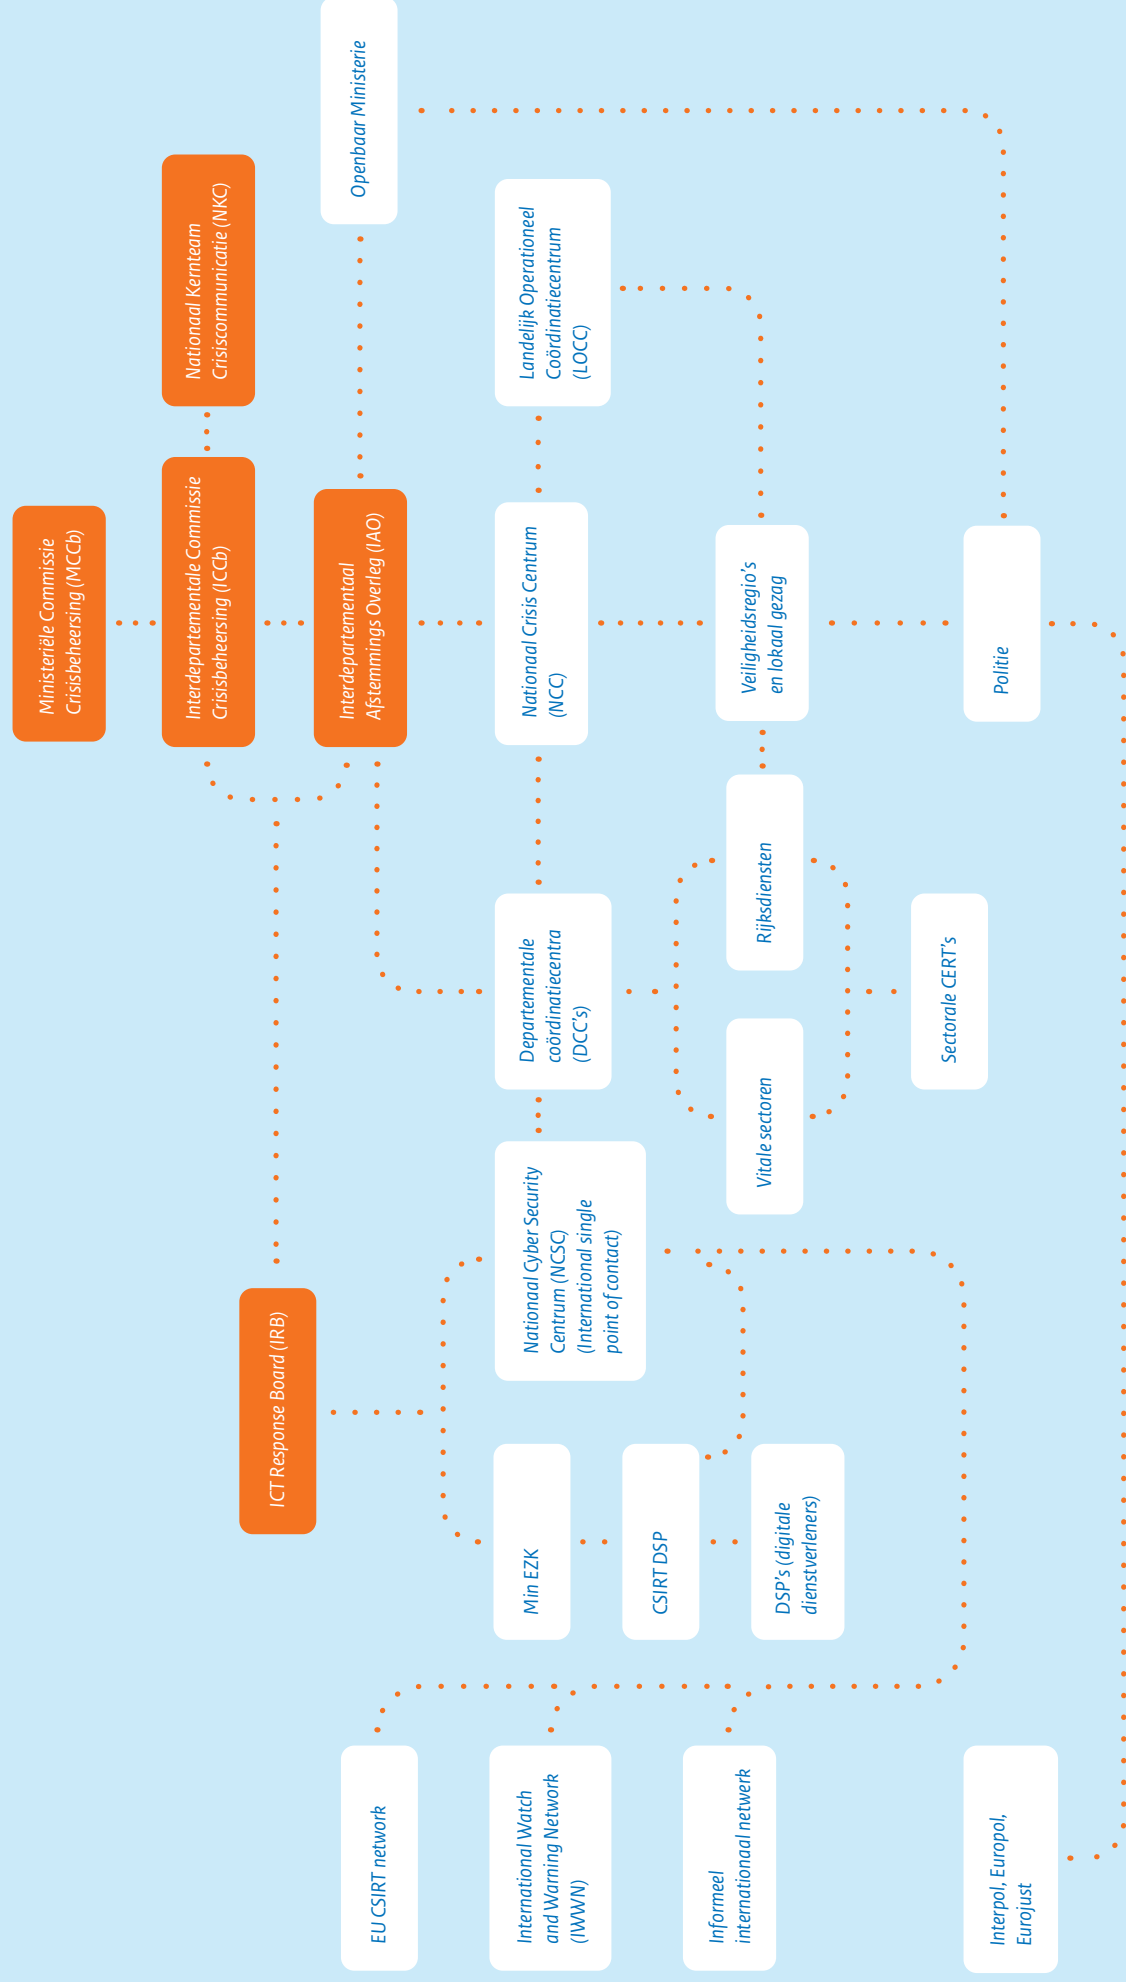 Ministeriële Commissie
Crisisbeheersing (MCCb)
Interdepartementale Commissie
Crisisbeheersing (ICCb)
Nationaal Kernteam
Crisiscommunicatie (NKC)
ICT Response Board (IRB)
Interdepartementaal
Afstemmings Overleg (IAO)
Openbaar Ministerie
EU CSIRT network
International Watch
and Warning Network
(IWWN)
Min EZK
Nationaal Cyber Security
Centrum (NCSC)
(International single
point of contact)
Departementale
coördinatiecentra
(DCC's)
Nationaal Crisis Centrum
(NCC)
Landelijk Operationeel
Coördinatiecentrum
(LOCC)
CSIRT DSP
Informeel
internationaal netwerk
DSP's (digitale
dienstverleners)
Vitale sectoren
Rijksdiensten
Veiligheidsregio's
en lokaal gezag
Sectorale CERT's
Interpol, Europol,
Eurojust
Politie